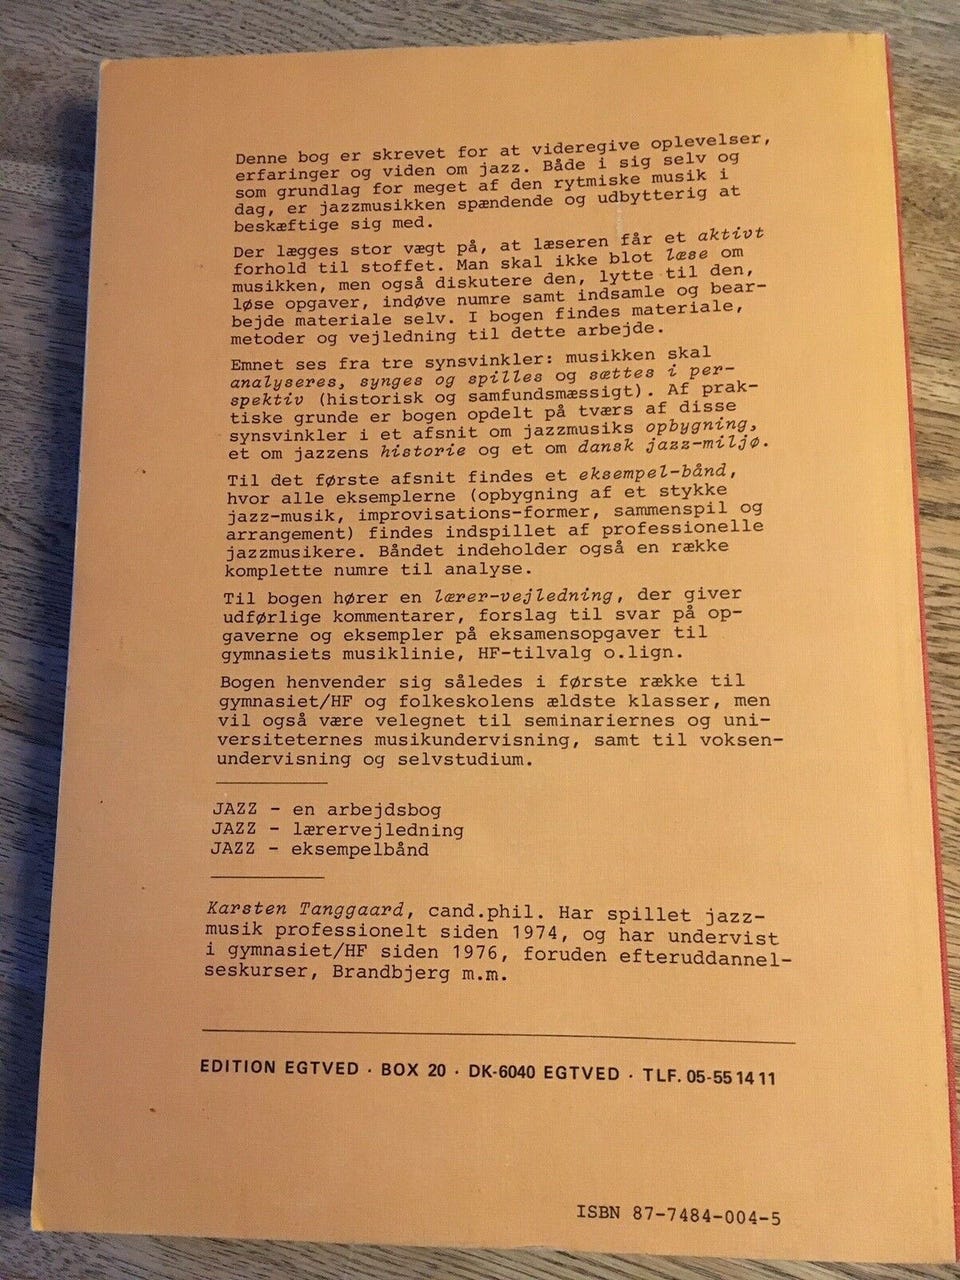 Denne bog er skrevet for at videregive oplevelser,
erfaringer og viden om jazz. Både i sig selv og
som grundlag for meget af den rytmiske musik i
dag, er jazzmusikken spændende og udbytterig at
beskæftige sig med.
Der lægges stor vægt på, at læseren får et aktivt
forhold til stoffet. Man skal ikke blot læse om
musikken, men også diskutere den, lytte til den,
løse opgaver, indøve numre samt indsamle og bear-
bejde materiale selv. I bogen findes materiale,
metoder og vejledning til dette arbejde.
Emnet ses fra tre synsvinkler: musikken skal
analyseres, synges og spilles og sættes i per-
spektiv (historisk og samfundsmæssigt). Af prak-
tiske grunde er bogen opdelt på tværs af disse
synsvinkler i et afsnit om jazzmusiks opbygning,
et om jazzens historie og et om dansk jazz-miljø.
Til det første afsnit findes et eksempel-bånd,
hvor alle eksemplerne (opbygning af et stykke
jazz-musik, improvisations-former, sammenspil og
arrangement) findes indspillet af professionelle
jazzmusikere. Båndet indeholder også en række
komplette numre til analyse.
Til bogen hører en lærer-vejledning, der giver
udførlige kommentarer, forslag til svar på op-
gaverne og eksempler på eksamensopgaver til
gymnasiets musiklinie, HF-tilvalg o.lign.
Bogen henvender sig således i første række til
gymnasiet/HF og folkeskolens ældste klasser, men
vil også være velegnet til seminariernes og uni-
versiteternes musikundervisning, samt til voksen-
undervisning og selvstudium.
JAZZ - en arbejdsbog
JAZZ - lærervejledning
JAZZ - eksempelbånd
Karsten Tanggaard, cand.phil. Har spillet jazz-
musik professionelt siden 1974, og har undervist
i gymnasiet/HF siden 1976, foruden efteruddannel-
seskurser, Brandbjerg m.m.
EDITION EGTVED · BOX 20 · DK-6040 EGTVED · TLF. 05-55 14 11
ISBN 87-7484-004-5